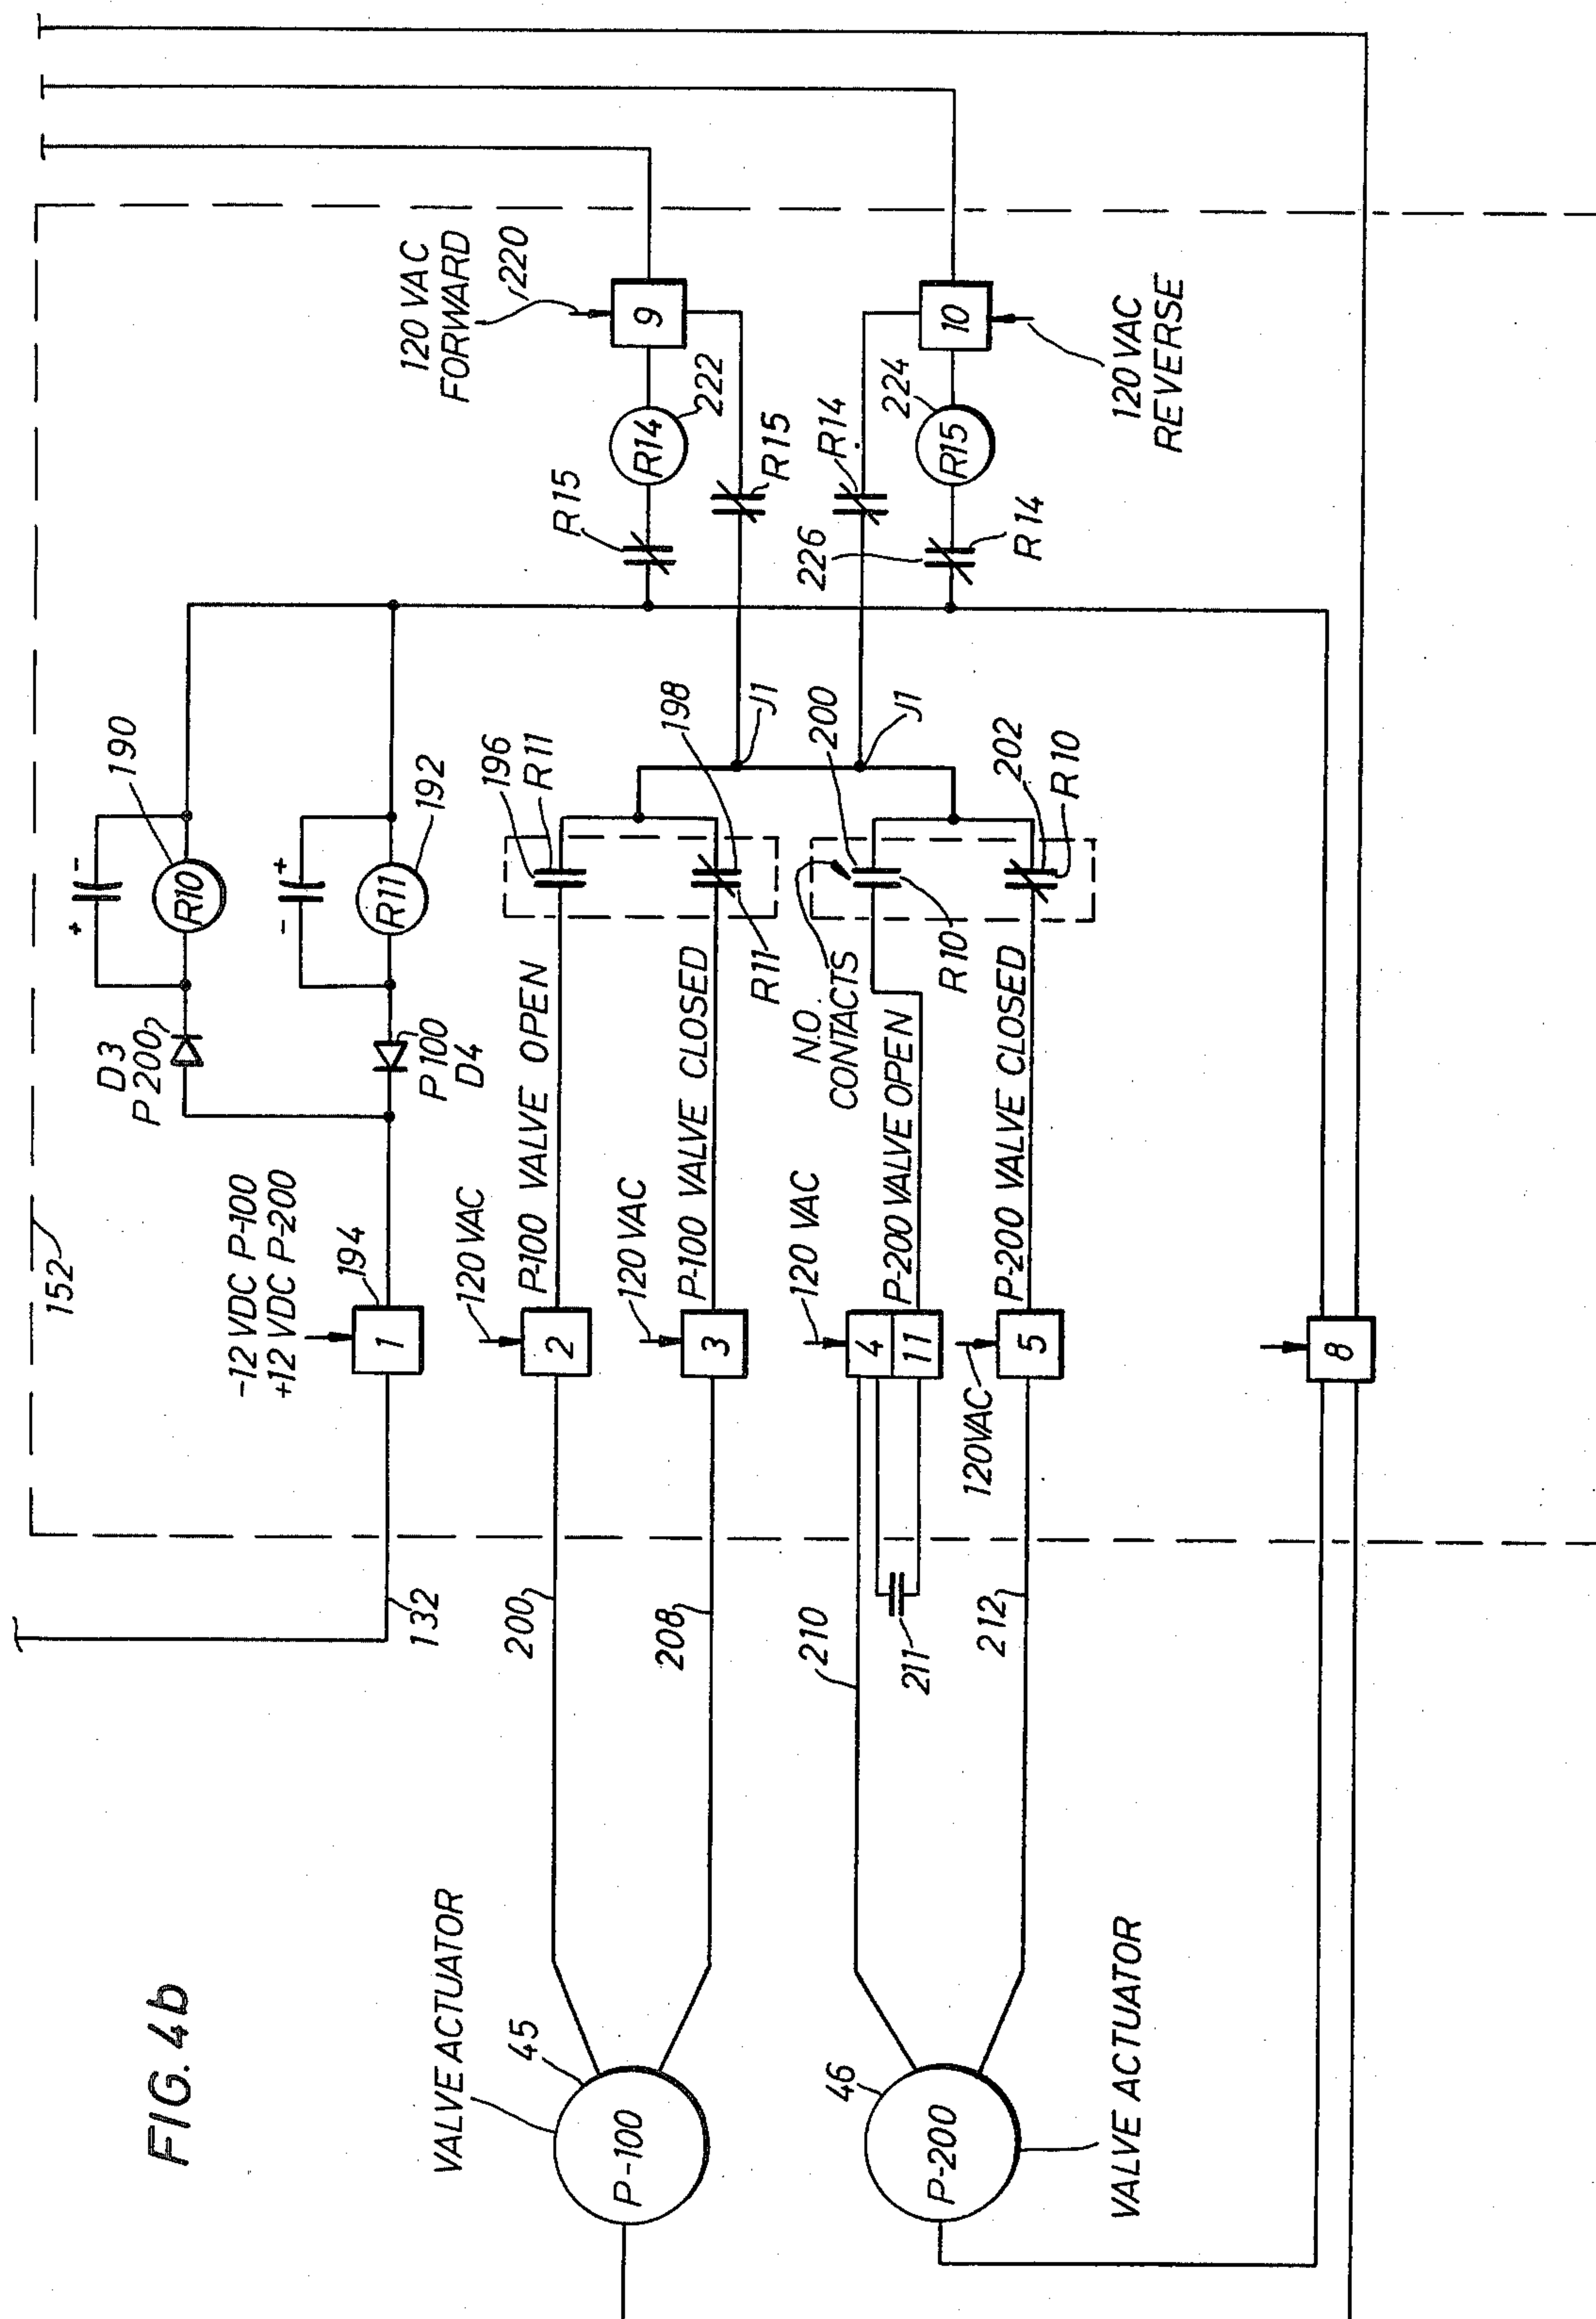 FIG. 4b
152
-12 VDC P-100
+12 VDC P-200
194
1
132
D3
P 200
P 100
D4
R10
190
+
-
R11
192
-
+
120 VAC
FORWARD
220
9
R14
222
R15
R15
R14
224
10
R15
226
R14
120 VAC
REVERSE
120 VAC
2
P-100 VALVE OPEN
196
R11
200
120 VAC
3
P-100 VALVE CLOSED
198
R11
208
J1
J1
120 VAC
4
11
P-200 VALVE OPEN
N.O.
CONTACTS
200
R10
210
211
120VAC
5
P-200 VALVE CLOSED
202
R10
212
8
VALVE ACTUATOR
45
P-100
46
P-200
VALVE ACTUATOR